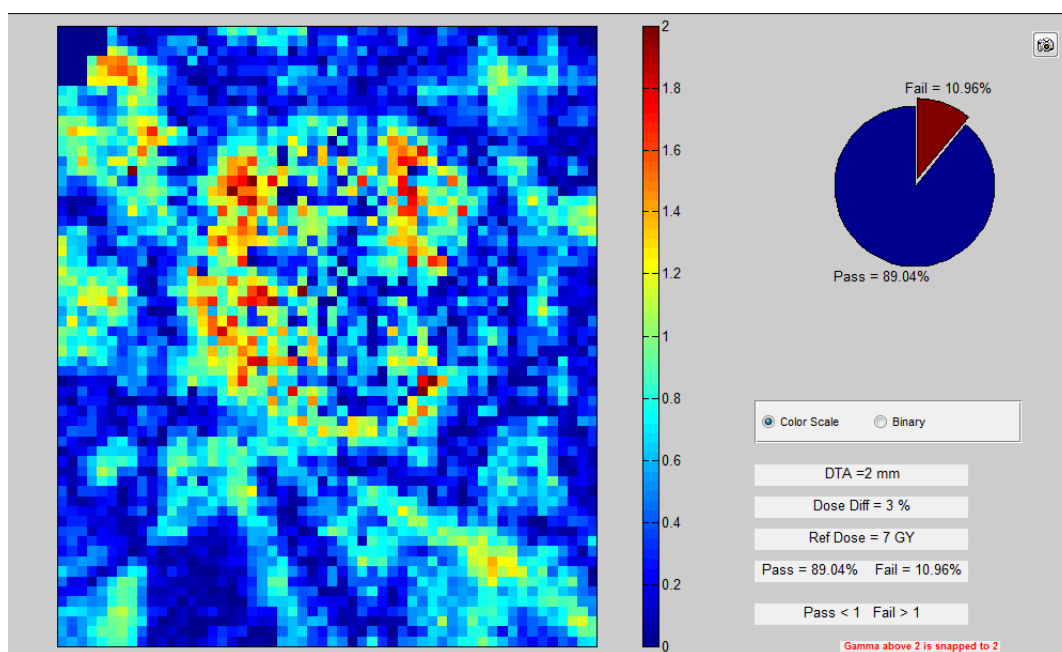 2
1.8
1.6
1.4
1.2
1
0.8
0.6
0.4
0.2
0
Fail = 10.96%
Pass = 89.04%
Color Scale Binary
DTA =2 mm
Dose Diff = 3 %
Ref Dose = 7 GY
Pass = 89.04% Fail = 10.96%
Pass < 1 Fail > 1
Gamma above 2 is snapped to 2